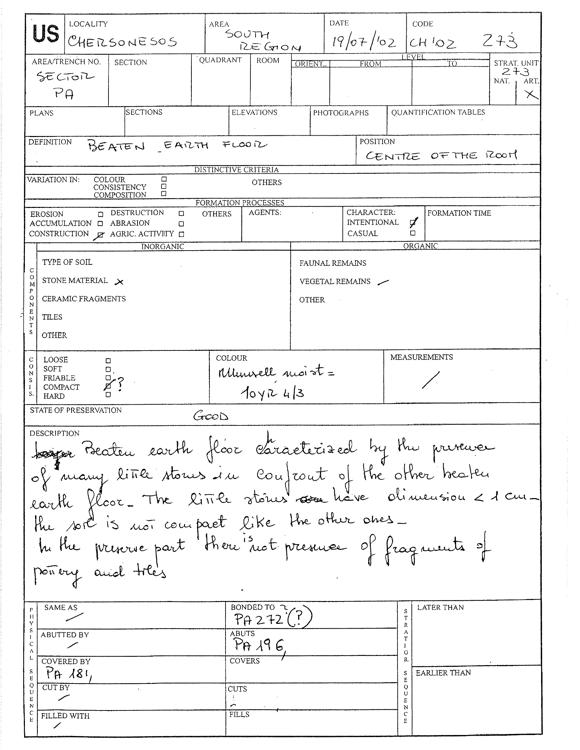 US LOCALITY AREA DATE CODE
CHERSONESOS SOUTH REGION 19/07/'02 CH'02 273
AREA/TRENCH NO. SECTION QUADRANT ROOM LEVEL STRAT. UNIT
ORIENT. FROM TO 273
SECTOR NAT. ART.
PA X
PLANS SECTIONS ELEVATIONS PHOTOGRAPHS QUANTIFICATION TABLES
DEFINITION BEATEN EARTH FLOOR POSITION
CENTRE OF THE ROOM
DISTINCTIVE CRITERIA
VARIATION IN: COLOUR OTHERS
CONSISTENCY
COMPOSITION
FORMATION PROCESSES
EROSION DESTRUCTION OTHERS AGENTS: CHARACTER: FORMATION TIME
ACCUMULATION ABRASION INTENTIONAL
CONSTRUCTION AGRIC. ACTIVITY CASUAL
INORGANIC ORGANIC
COMPONENTS
TYPE OF SOIL FAUNAL REMAINS
STONE MATERIAL X VEGETAL REMAINS
CERAMIC FRAGMENTS OTHER
TILES
OTHER
CONSIS.
LOOSE COLOUR MEASUREMENTS
SOFT Munsell moist =
FRIABLE 10YR 4/3
COMPACT ?
HARD
STATE OF PRESERVATION GOOD
DESCRIPTION
Beaten earth floor characterized by the presence
of many little stones in confront of the other beaten
earth floor. The little stones have dimension < 1 cm -
the soil is not compact like the other ones -
In the preserve part there is not presence of fragments of
pottery and tiles
PHYSICAL SEQUENCE
SAME AS BONDED TO ? STRATIGR. SEQUENCE LATER THAN
PA 272 (?)
ABUTTED BY ABUTS
PA 196,
COVERED BY COVERS EARLIER THAN
PA 181,
CUT BY CUTS
FILLED WITH FILLS